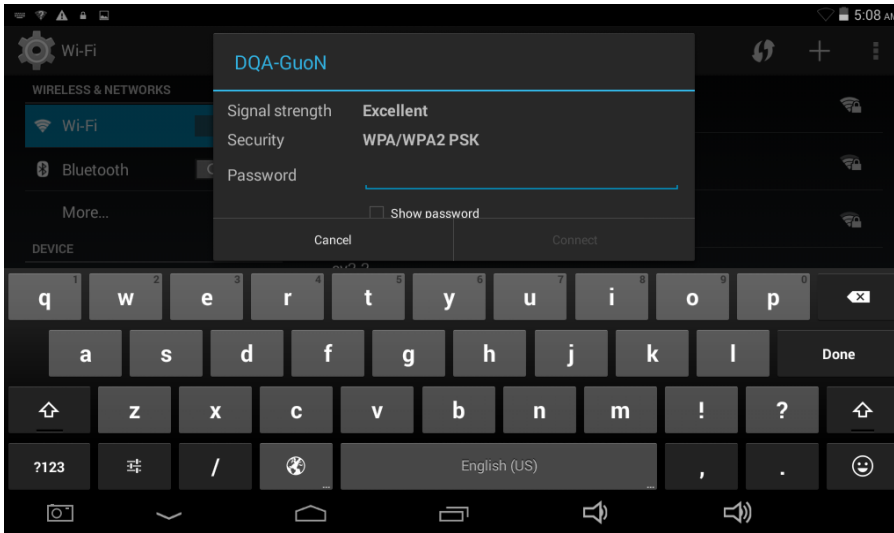 5:08 AM
Wi-Fi
WIRELESS & NETWORKS
Wi-Fi
Bluetooth
More...
DEVICE
DQA-GuoN
Signal strength Excellent
Security WPA/WPA2 PSK
Password
Show password
Cancel Connect
1 2 3 4 5 6 7 8 9 0
q w e r t y u i o p
a s d f g h j k l Done
z x c v b n m ! ?
?123 / English (US) , .
...